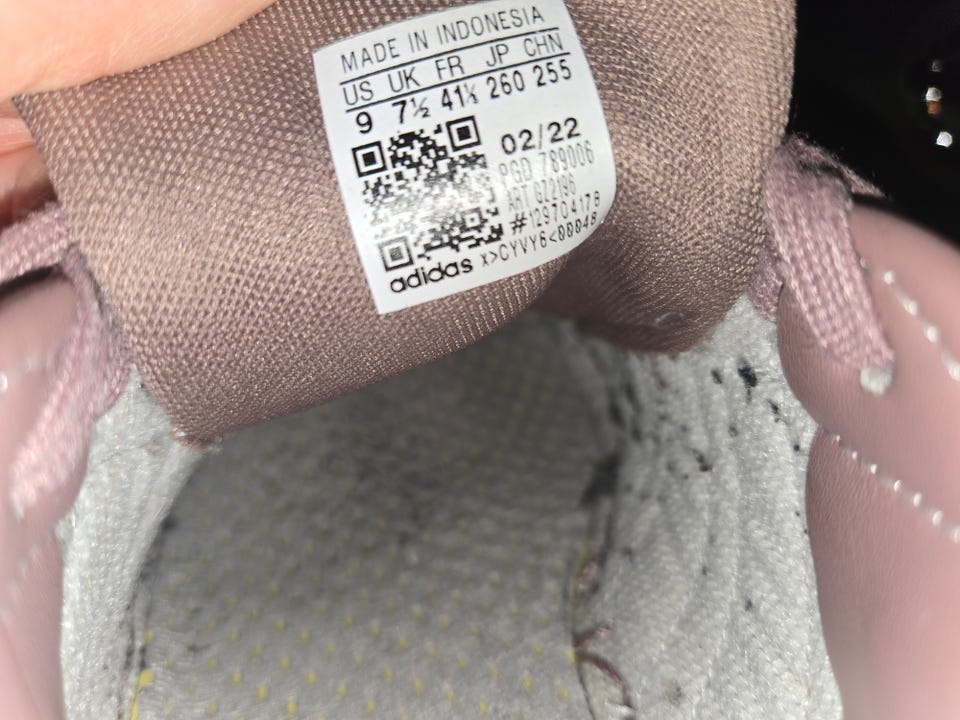 MADE IN INDONESIA
US UK FR JP CHN
9 7½ 41⅓ 260 255
02/22
PGD 789006
ART GZ2196
#129704178
adidas x>CYVY6<00048